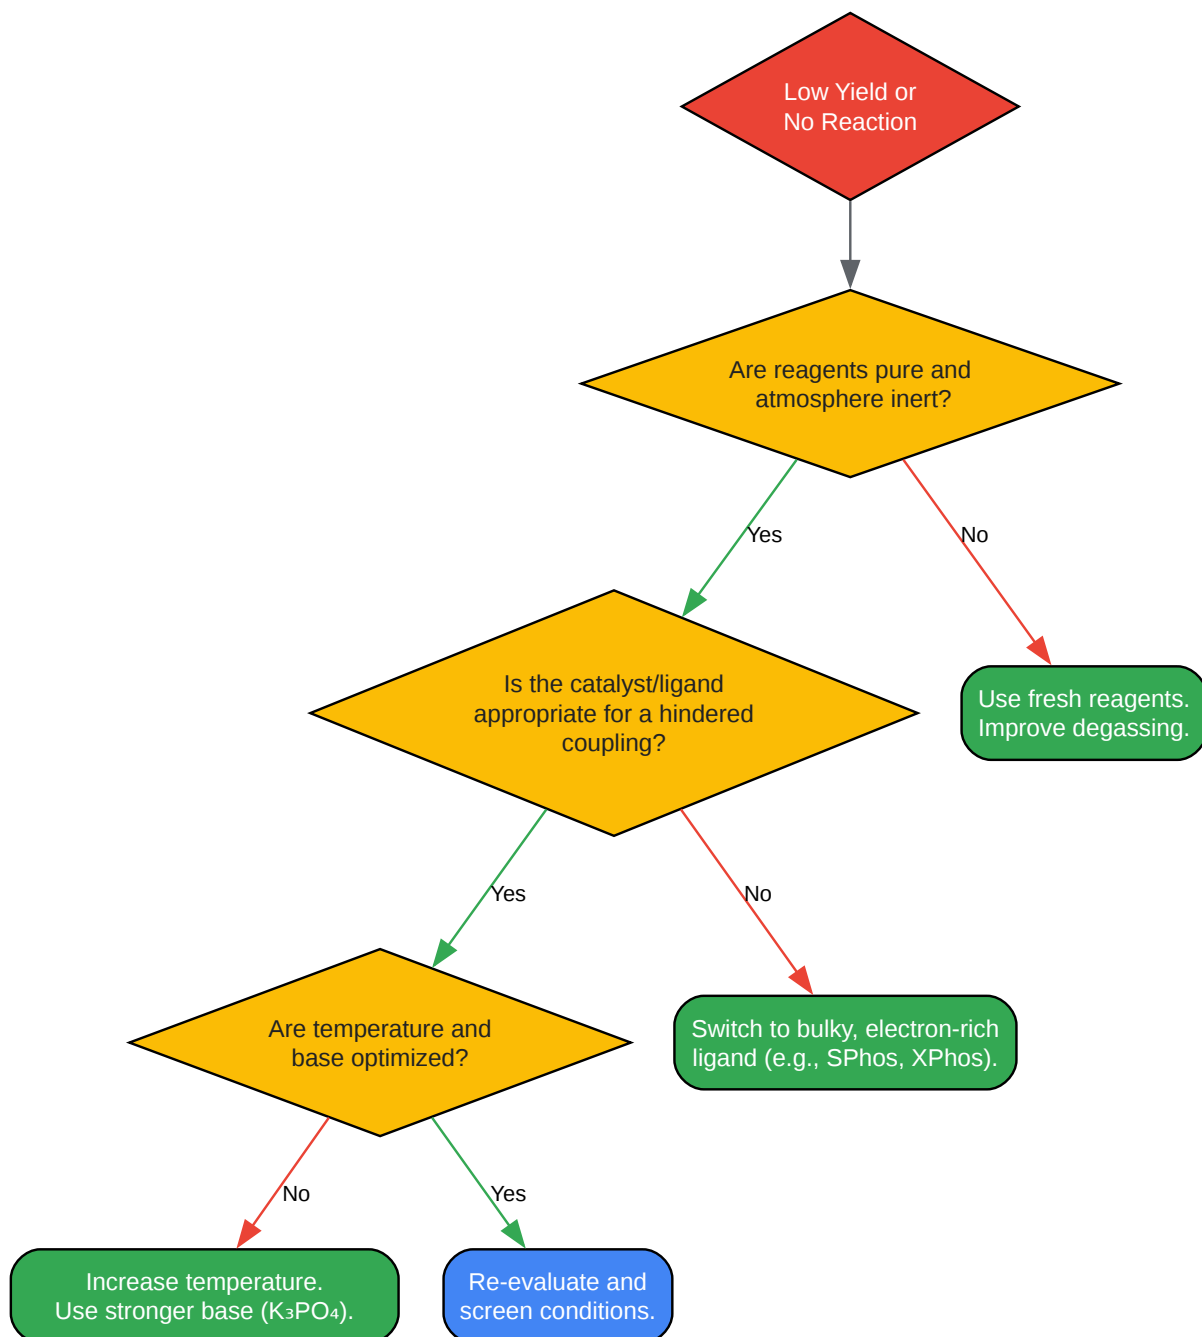 Low Yield or
No Reaction
Are reagents pure and
atmosphere inert?
Yes
No
Is the catalyst/ligand
appropriate for a hindered
coupling?
Use fresh reagents.
Improve degassing.
Yes
No
Are temperature and
base optimized?
Switch to bulky, electron-rich
ligand (e.g., SPhos, XPhos).
No
Yes
Increase temperature.
Use stronger base (K₃PO₄).
Re-evaluate and
screen conditions.